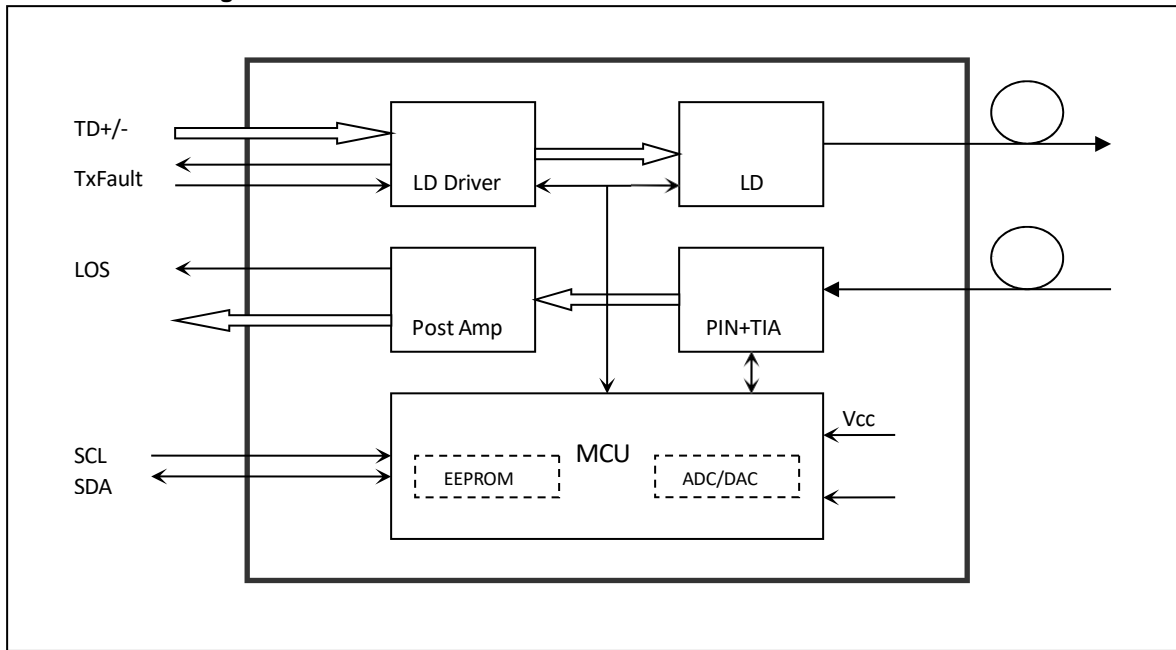 TD+/-
TxFault
LD Driver
LD
LOS
Post Amp
PIN+TIA
Vcc
SCL
SDA
MCU
EEPROM
ADC/DAC